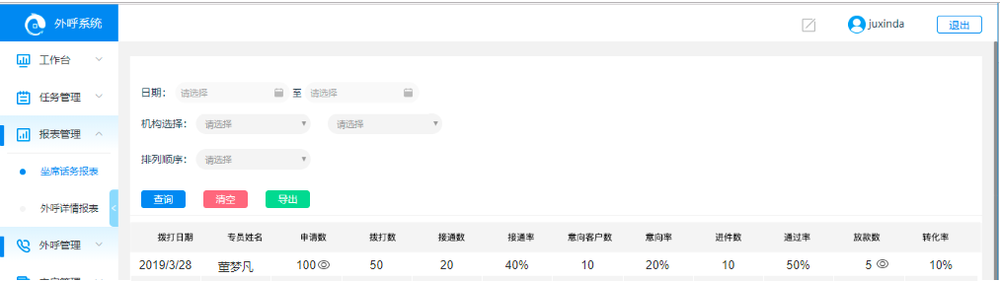 外呼系统
juxinda
退出
工作台
任务管理
报表管理
坐席话务报表
外呼详情报表
外呼管理
日期： 请选择 至 请选择
机构选择： 请选择 请选择
排列顺序： 请选择
查询 清空 导出
拨打日期 专员姓名 申请数 拨打数 接通数 接通率 意向客户数 意向率 进件数 通过率 放款数 转化率
2019/3/28 董梦凡 100 50 20 40% 10 20% 10 50% 5 10%